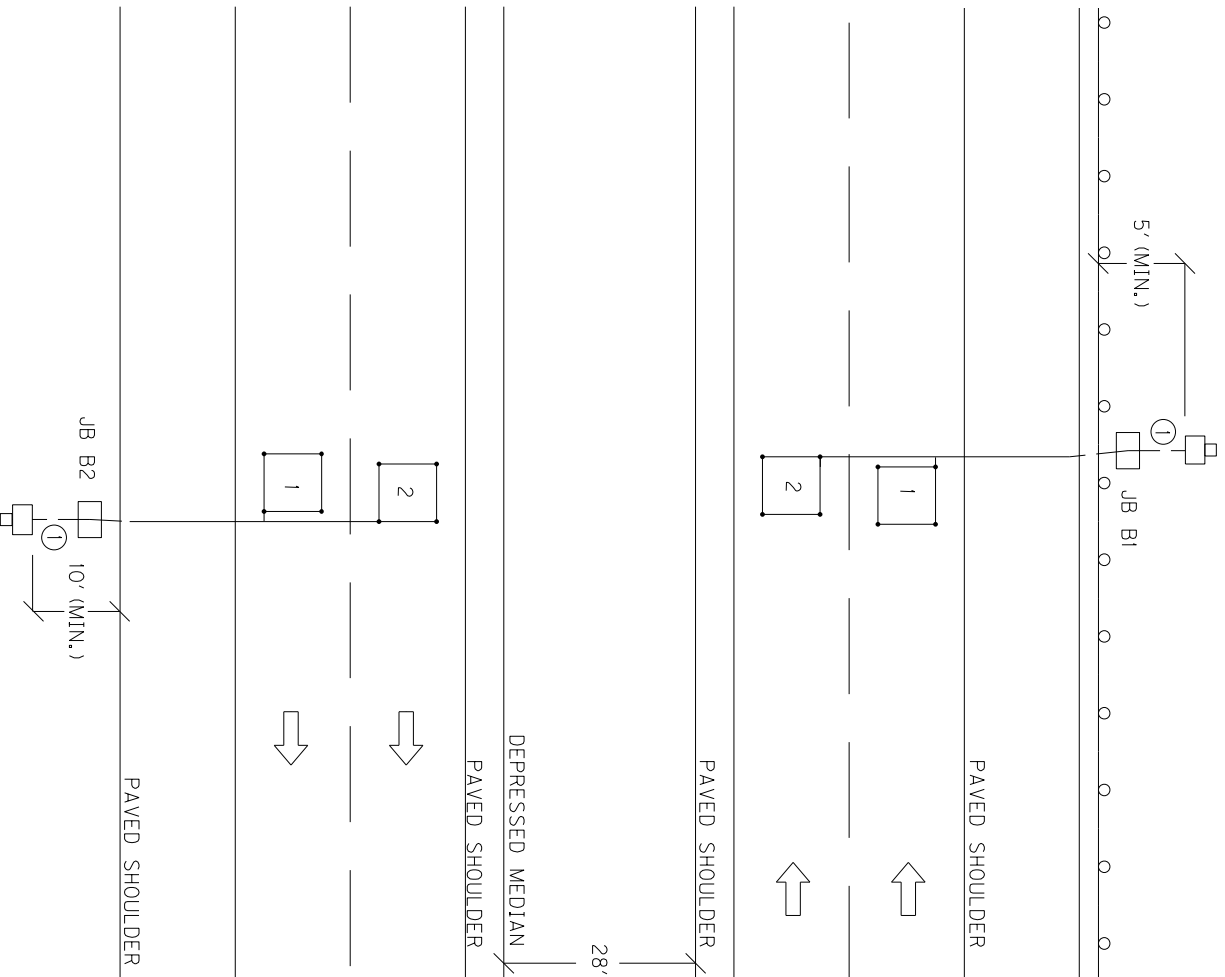 5' (MIN.)
1
JB B1
1
2
PAVED SHOULDER
PAVED SHOULDER
28'
DEPRESSED MEDIAN
PAVED SHOULDER
2
1
JB B2
1
10' (MIN.)
PAVED SHOULDER